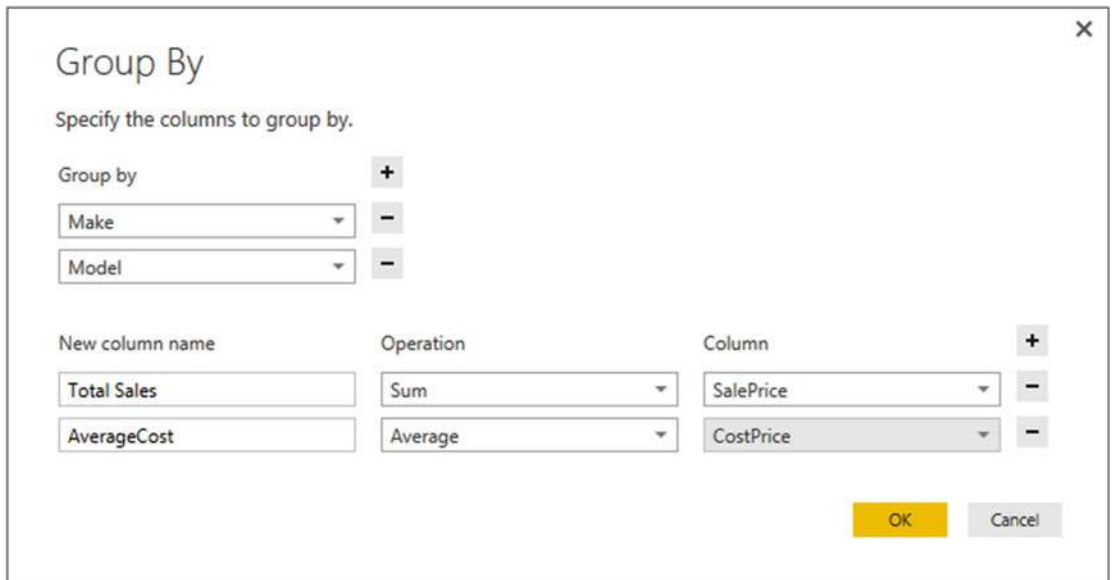 Group By
Specify the columns to group by.
Group by
Make
Model
New column name Operation Column
Total Sales Sum SalePrice
AverageCost Average CostPrice
OK Cancel